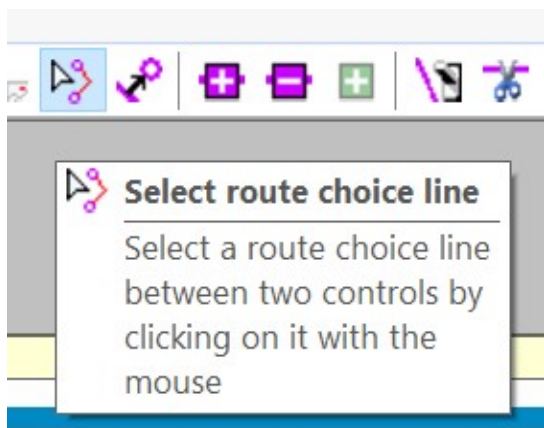 Select route choice line
Select a route choice line
between two controls by
clicking on it with the
mouse